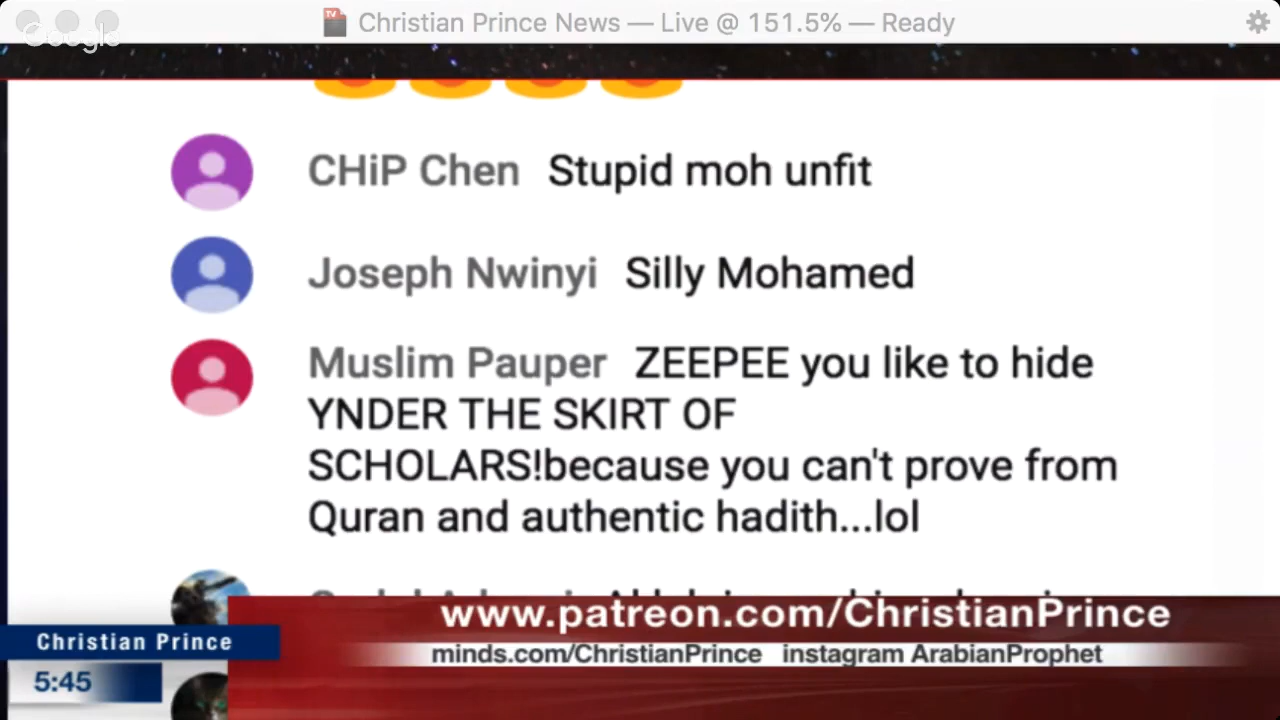 Christian Prince News — Live @ 151.5% — Ready
Google
CHiP Chen Stupid moh unfit
Joseph Nwinyi Silly Mohamed
Muslim Pauper ZEEPEE you like to hide
YNDER THE SKIRT OF
SCHOLARS!because you can't prove from
Quran and authentic hadith...lol
www.patreon.com/ChristianPrince
Christian Prince
minds.com/ChristianPrince instagram ArabianProphet
5:45